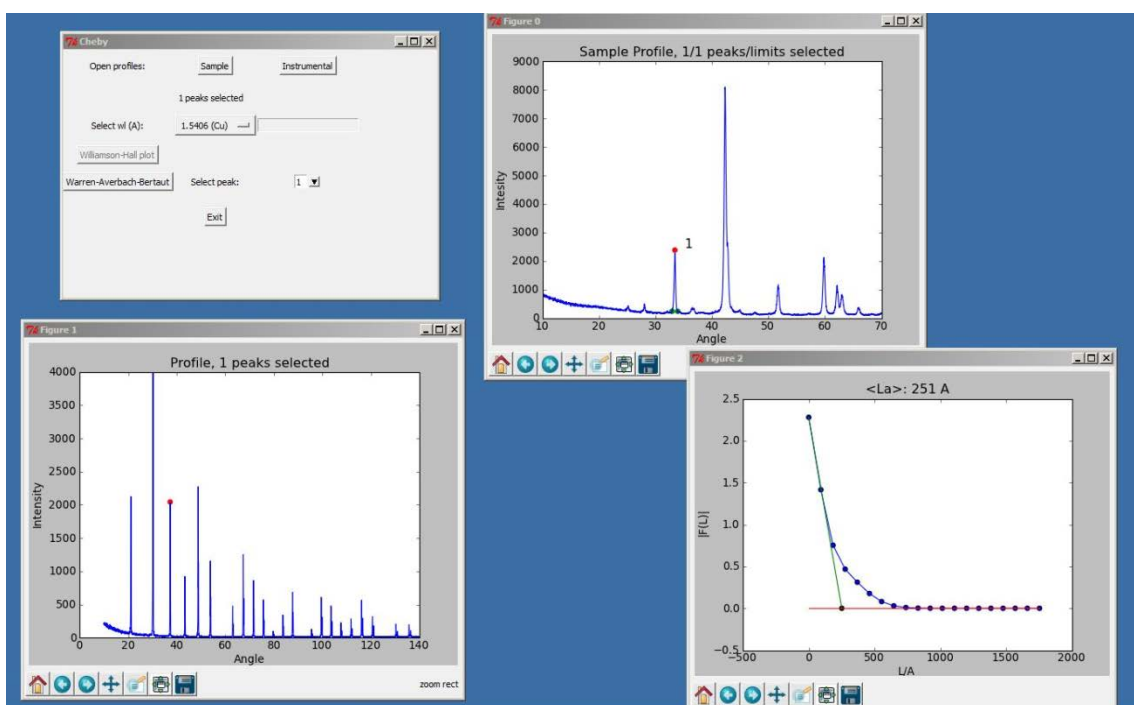 Cheby
Open profiles: Sample Instrumental
1 peaks selected
Select wl (A): 1.5406 (Cu)
Williamson-Hall plot
Warren-Averbach-Bertaut Select peak: 1
Exit
Figure 0
Sample Profile, 1/1 peaks/limits selected
9000
8000
7000
6000
5000
4000
3000
2000
1000
0
Intesity
1
10 20 30 40 50 60 70
Angle
Figure 1
Profile, 1 peaks selected
4000
3500
3000
2500
2000
1500
1000
500
0
Intensity
0 20 40 60 80 100 120 140
Angle
zoom rect
Figure 2
<La>: 251 A
2.5
2.0
1.5
1.0
0.5
0.0
−0.5
|F(L)|
−500 0 500 1000 1500 2000
L/A